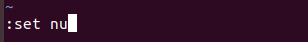 ~
:set nu